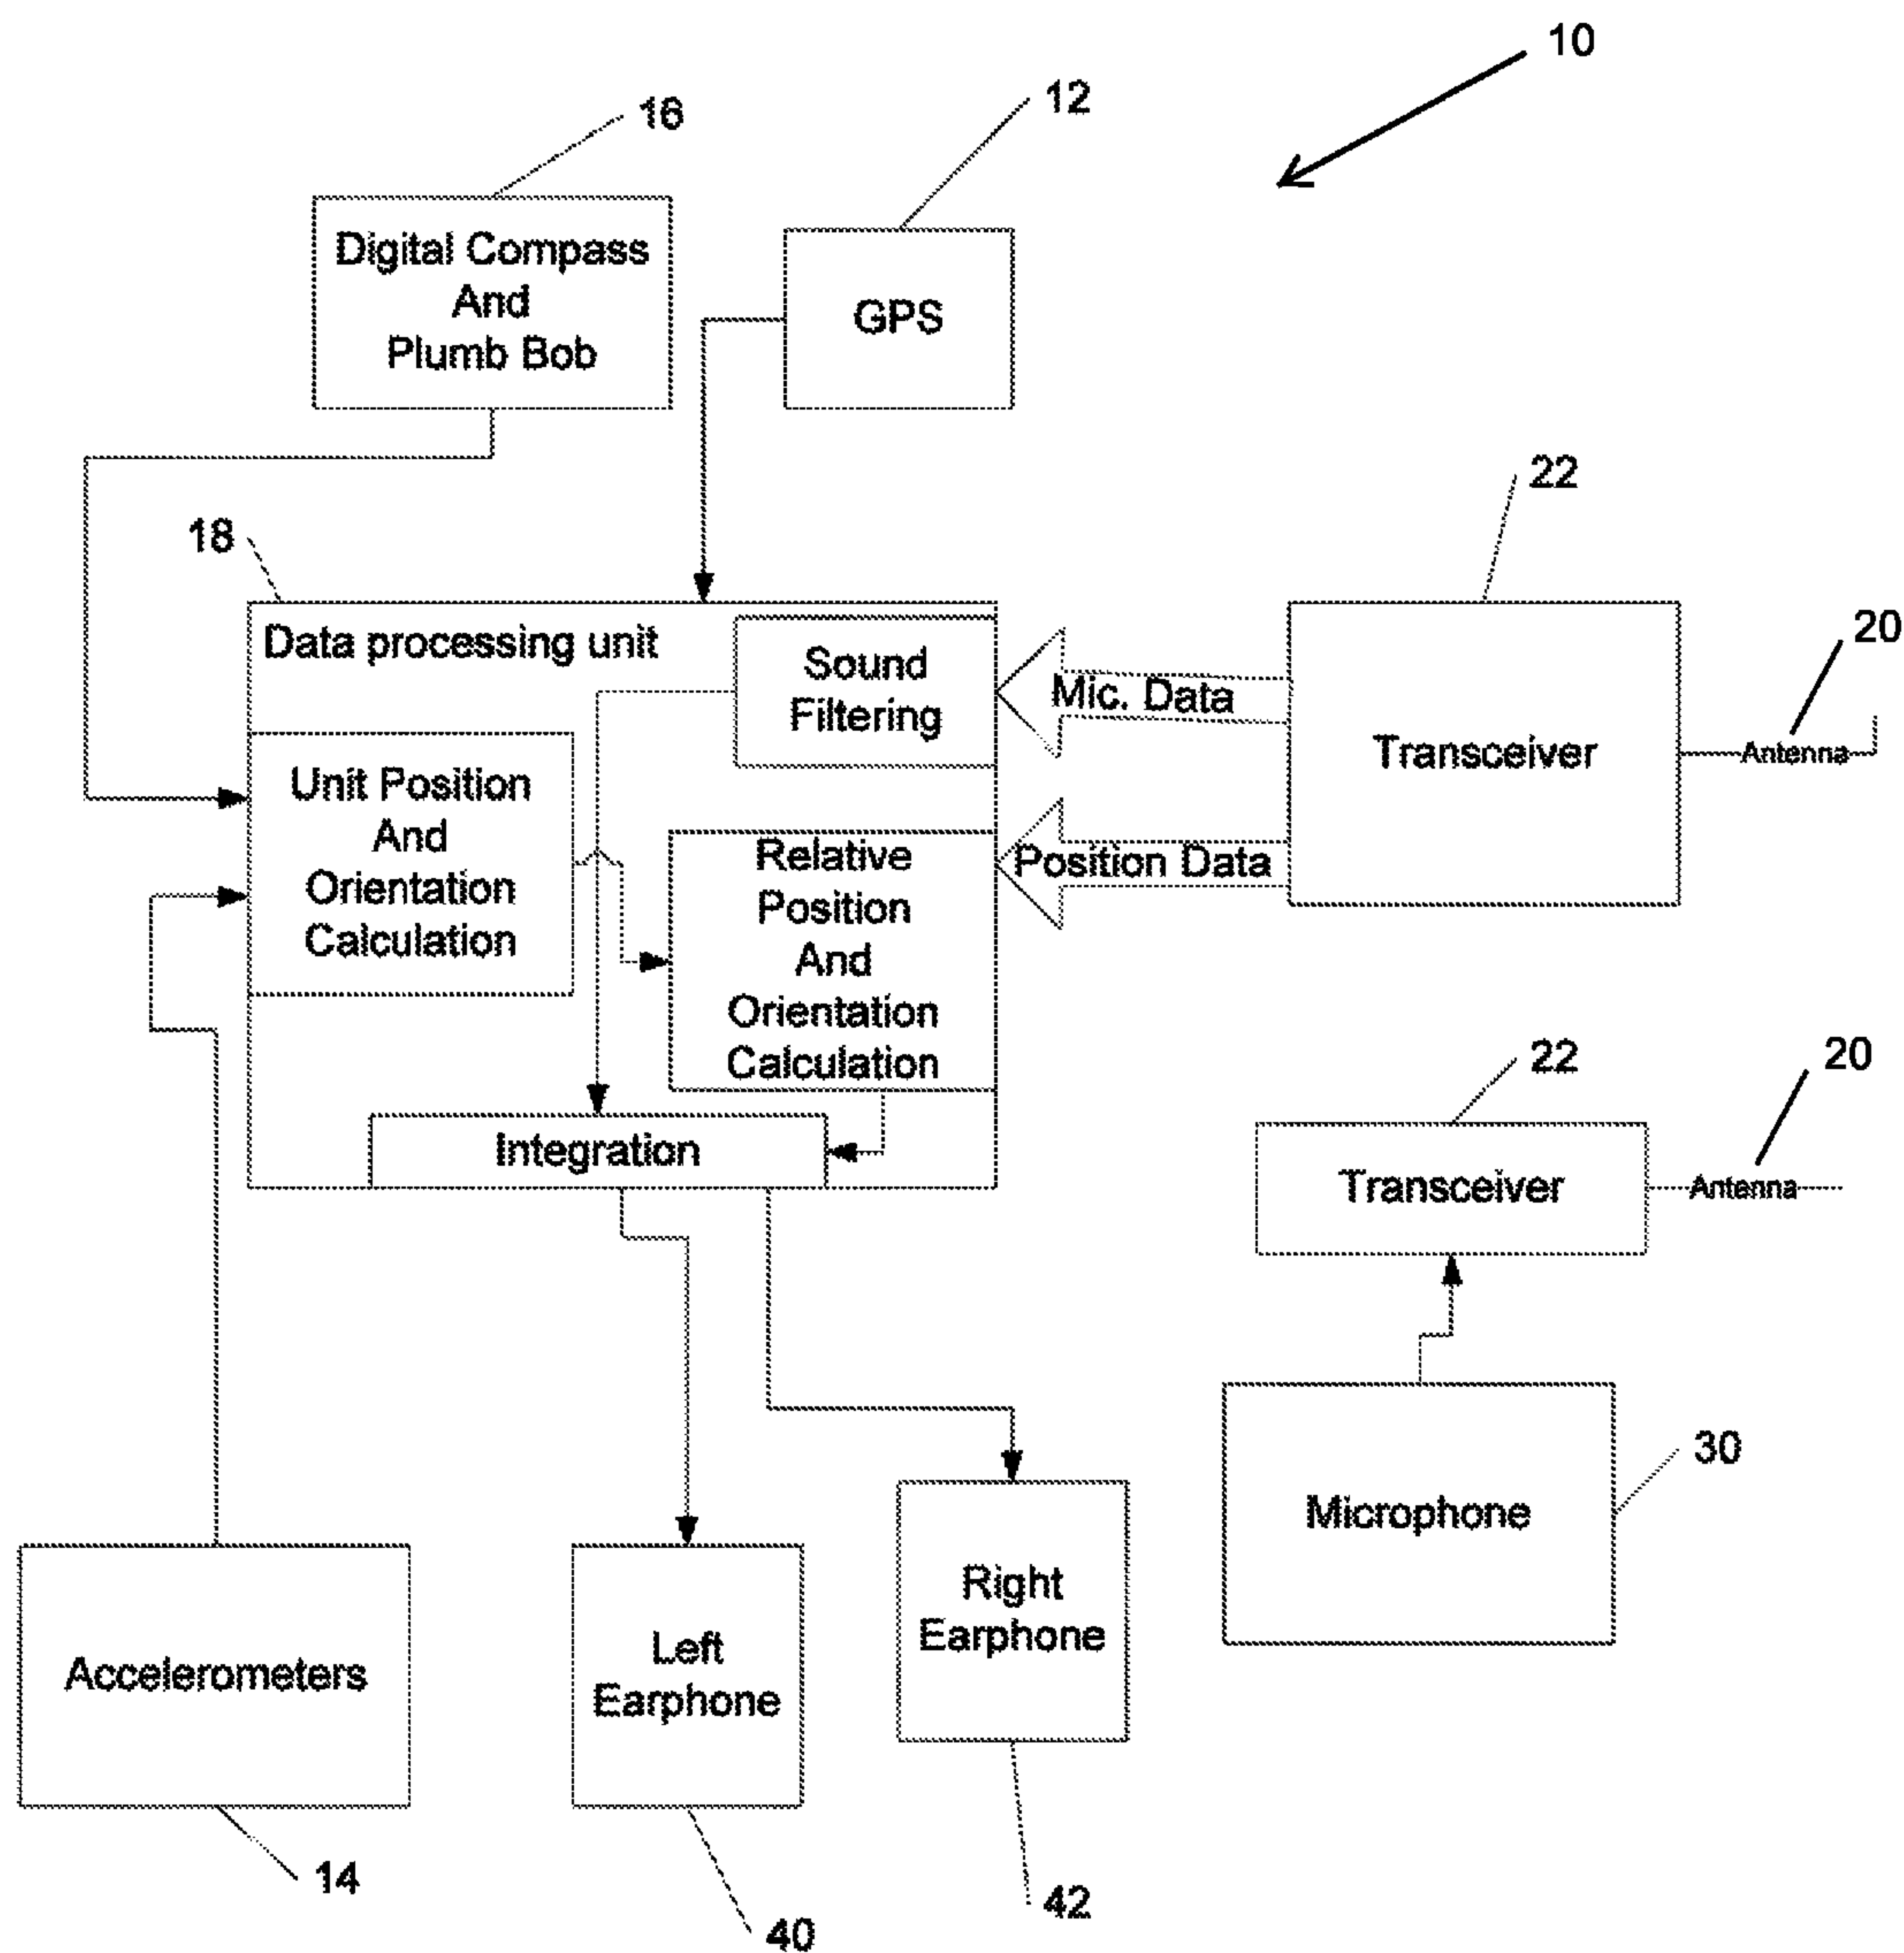 10
16
12
Digital Compass
And
Plumb Bob
GPS
22
18
20
Data processing unit
Sound
Filtering
Mic. Data
Transceiver
Antenna
Unit Position
And
Orientation
Calculation
Relative
Position
And
Orientation
Calculation
Position Data
22
20
Integration
Transceiver
Antenna
30
Microphone
Right
Earphone
Left
Earphone
Accelerometers
14
40
42